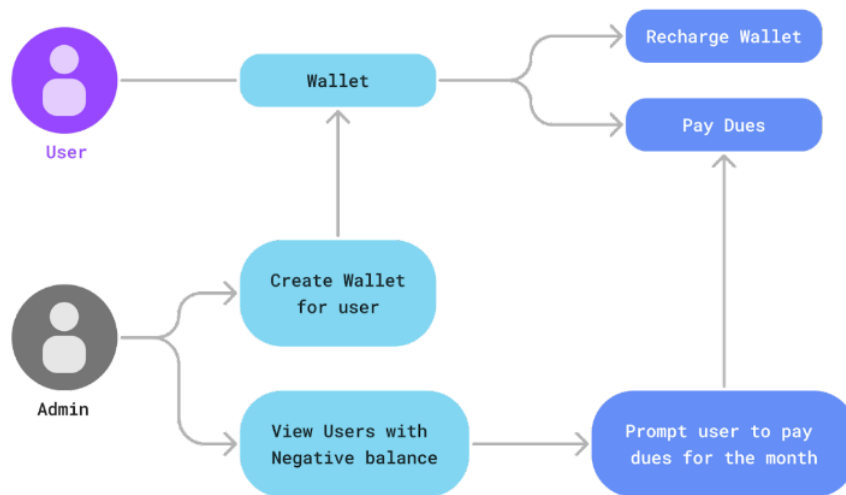 Recharge Wallet
Wallet
Pay Dues
User
Create Wallet
for user
Admin
View Users with
Negative balance
Prompt user to pay
dues for the month